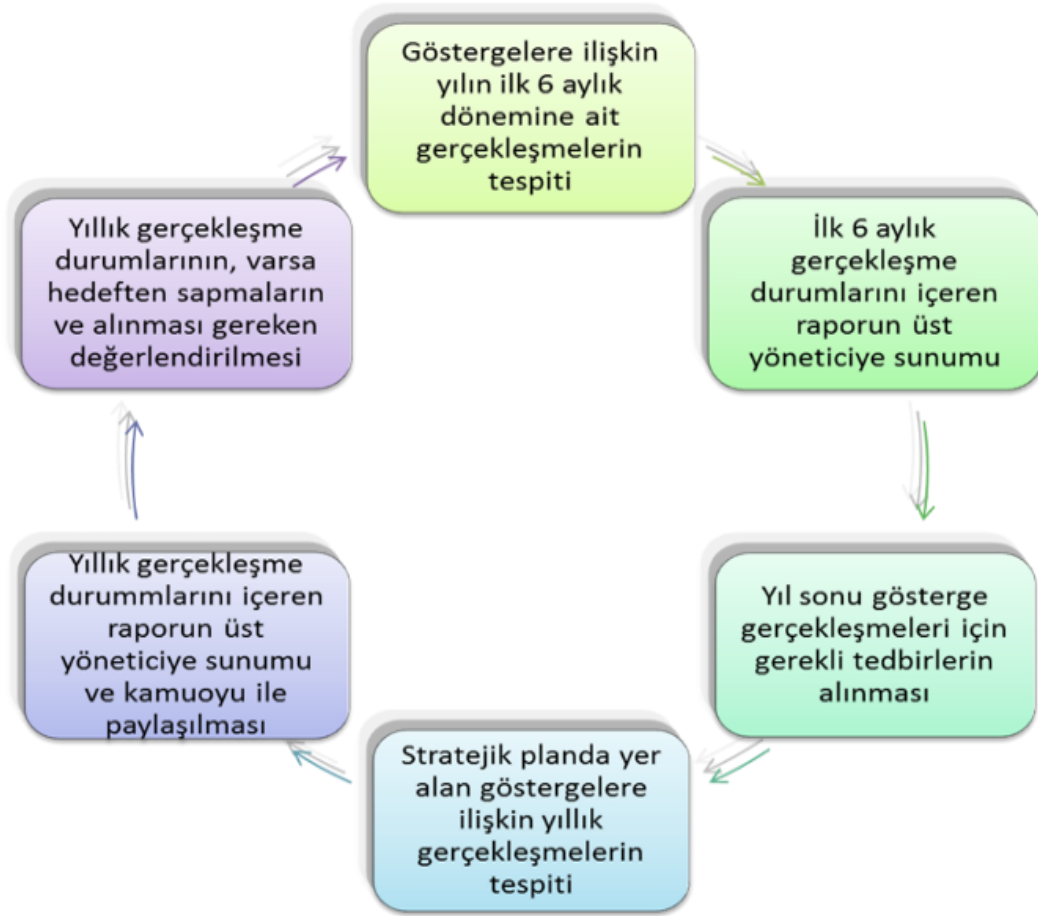 Göstergelere ilişkin
yılın ilk 6 aylık
dönemine ait
gerçekleşmelerin
tespiti
İlk 6 aylık
gerçekleşme
durumlarını içeren
raporun üst
yöneticiye sunumu
Yıl sonu gösterge
gerçekleşmeleri için
gerekli tedbirlerin
alınması
Stratejik planda yer
alan göstergelere
ilişkin yıllık
gerçekleşmelerin
tespiti
Yıllık gerçekleşme
durummlarını içeren
raporun üst
yöneticiye sunumu
ve kamuoyu ile
paylaşılması
Yıllık gerçekleşme
durumlarının, varsa
hedeften sapmaların
ve alınması gereken
değerlendirilmesi